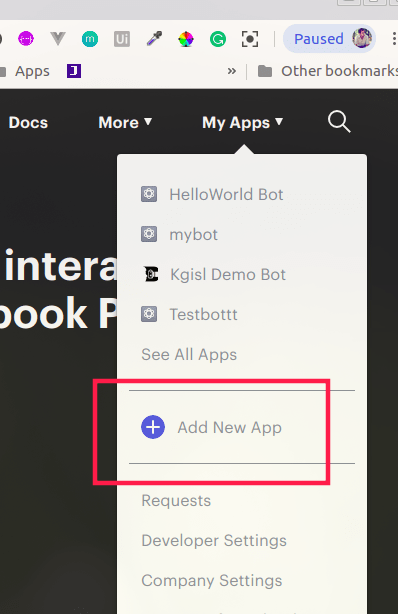 Ui
Paused
Apps
J
»
Other bookmarks
Docs
More
My Apps
intera
book P
HelloWorld Bot
mybot
Kgisl Demo Bot
Testbottt
See All Apps
Add New App
Requests
Developer Settings
Company Settings